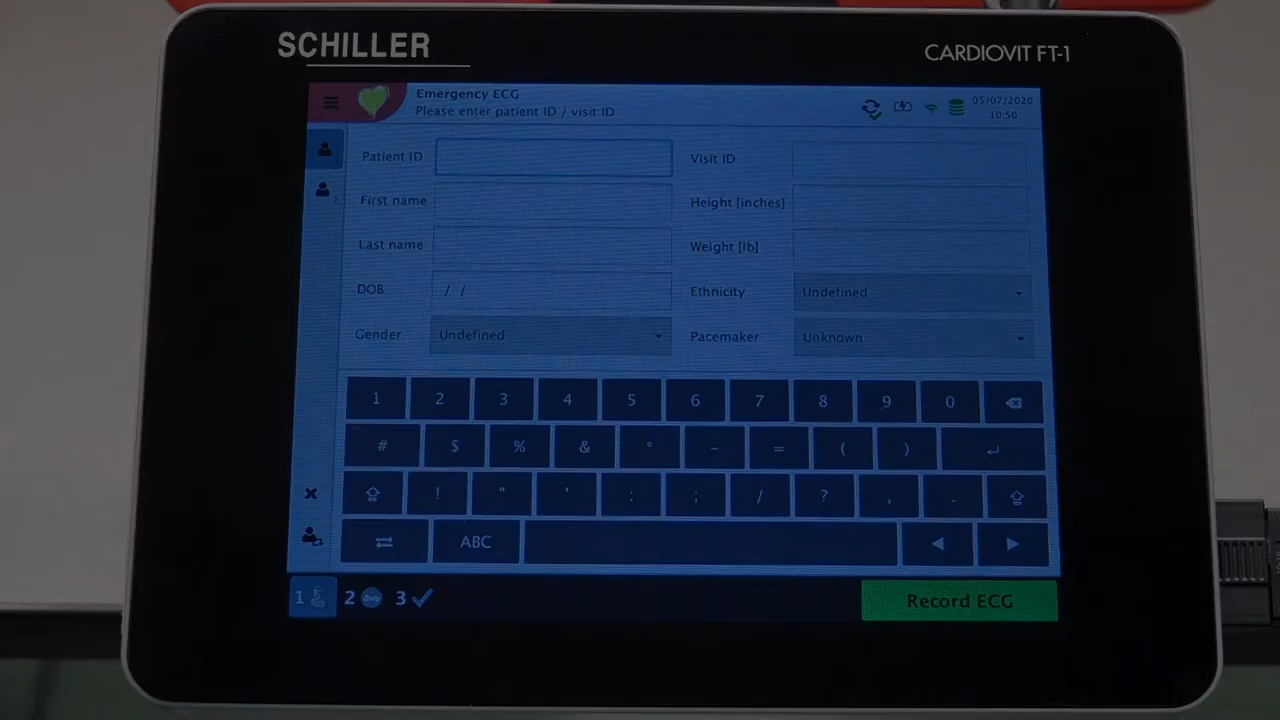 SCHILLER
CARDIOVIT FT-1
Emergency ECG
Please enter patient ID / visit ID
05/07/2020
10:50
Patient ID
Visit ID
First name
Height [inches]
Last name
Weight [lb]
DOB / /
Ethnicity Undefined
Gender Undefined
Pacemaker Unknown
1 2 3 4 5 6 7 8 9 0
# $ % & * - = ( )
! " ' : ; / ? , .
ABC
1 2 3
Record ECG